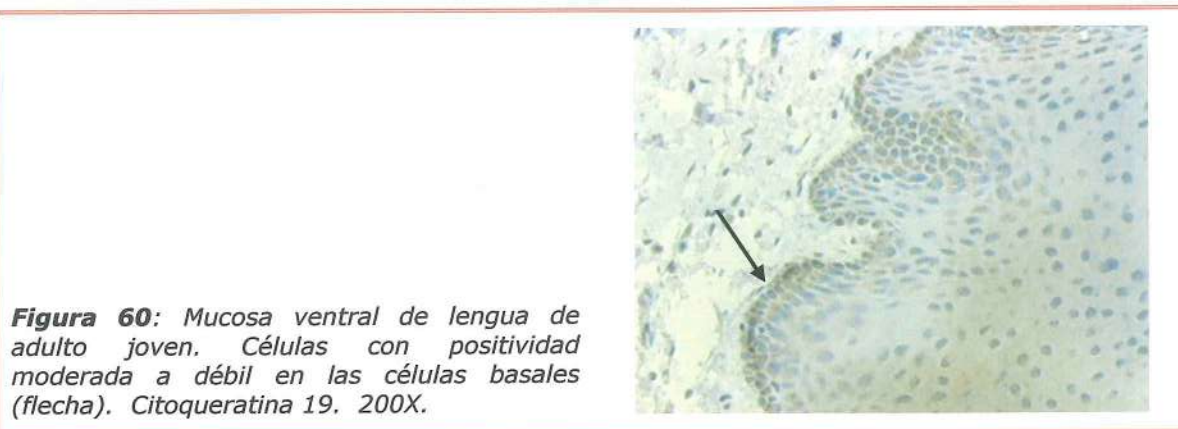 Figura 60: Mucosa ventral de lengua de
adulto joven. Células con positividad
moderada a débil en las células basales
(flecha). Citoqueratina 19. 200X.